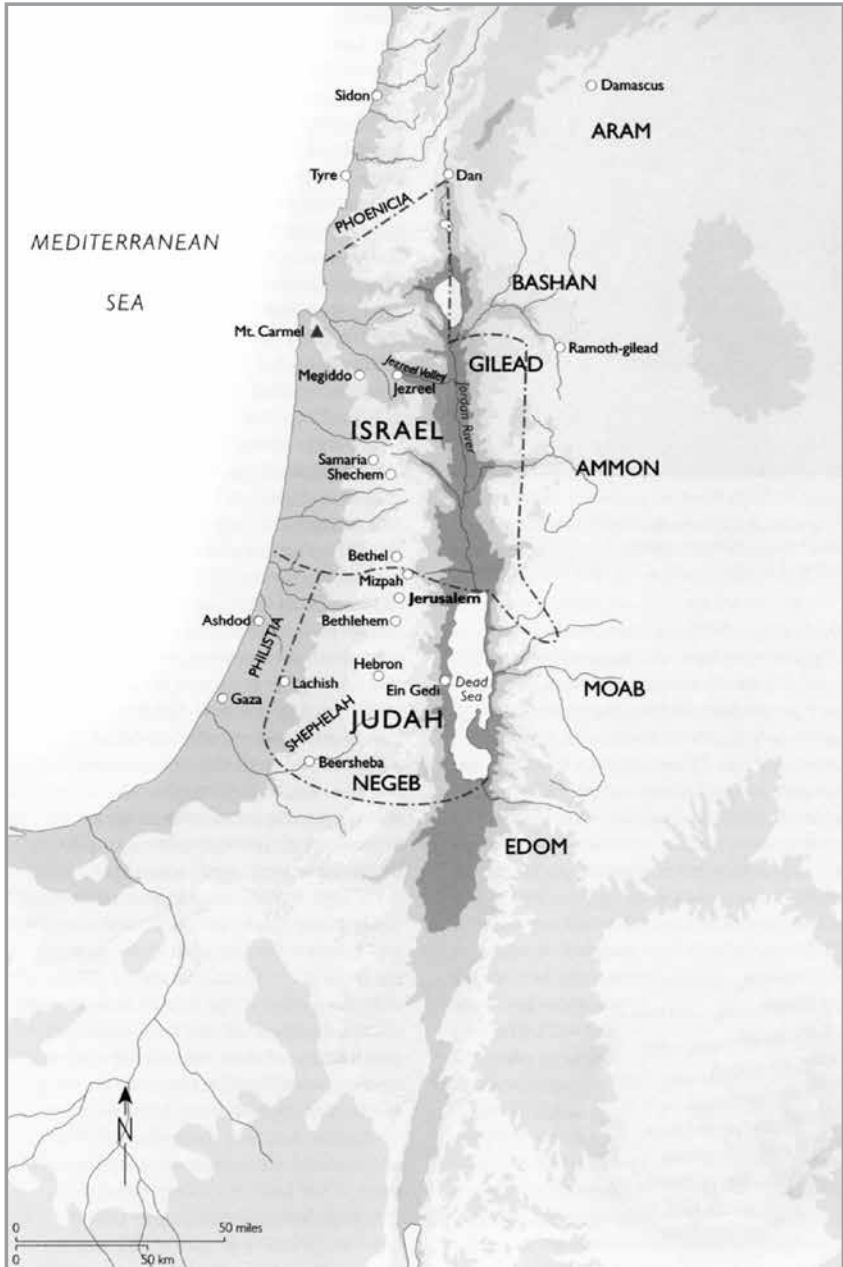 Sidon
Damascus
ARAM
Tyre
Dan
PHOENICIA
MEDITERRANEAN
SEA
BASHAN
Mt. Carmel
Ramoth-gilead
GILEAD
Jezreel Valley
Megiddo
Jezreel
Jordan River
ISRAEL
Samaria
Shechem
AMMON
Bethel
Mizpah
Jerusalem
Ashdod
Bethlehem
PHILISTIA
Hebron
Lachish
Ein Gedi
Dead
Sea
MOAB
Gaza
SHEPHELAH
JUDAH
Beersheba
NEGEB
EDOM
N
0 50 miles
0 50 km